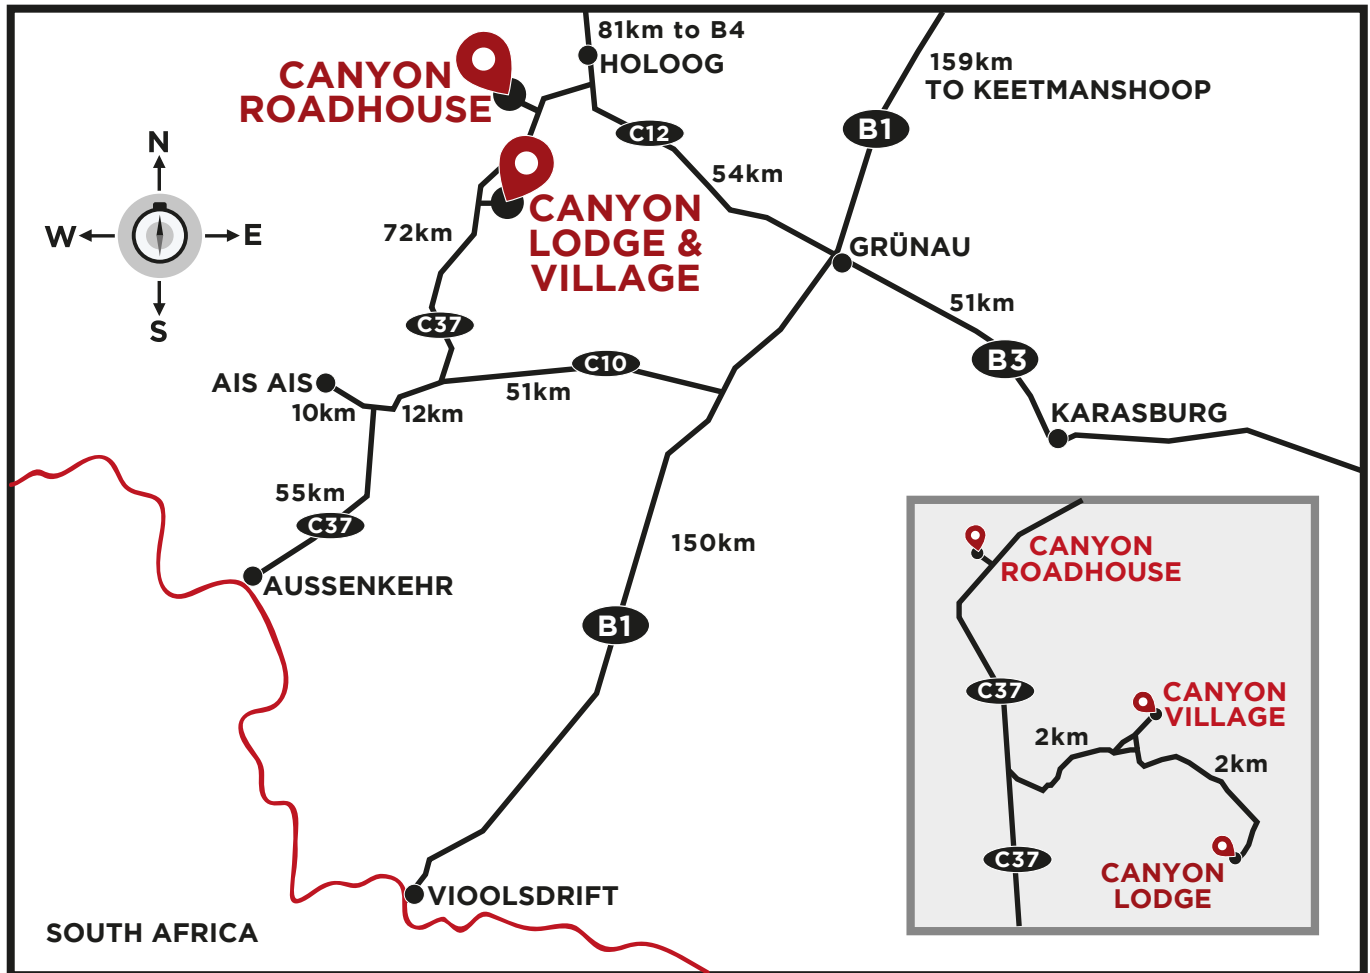 81km to B4
HOLOOG
CANYON
ROADHOUSE
159km
TO KEETMANSHOOP
B1
C12
54km
N
W
E
S
CANYON
LODGE &
VILLAGE
72km
GRÜNAU
51km
B3
C37
C10
AIS AIS
51km
10km
12km
KARASBURG
55km
C37
AUSSENKEHR
150km
B1
VIOOLSDRIFT
SOUTH AFRICA
CANYON
ROADHOUSE
C37
CANYON
VILLAGE
2km
2km
C37
CANYON
LODGE